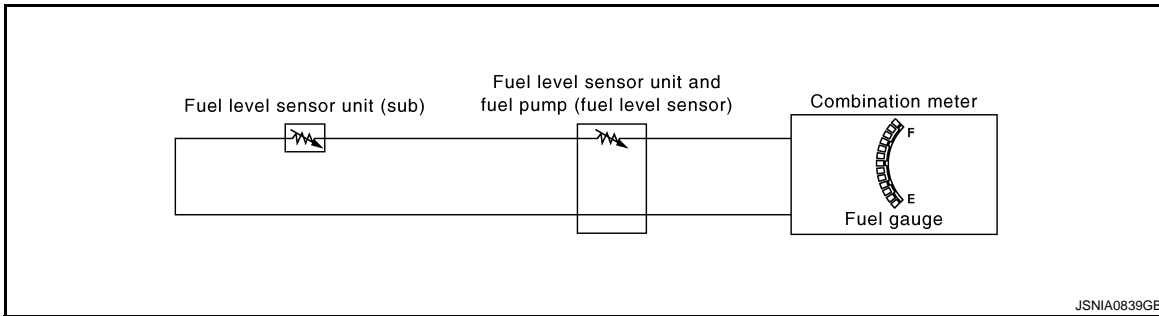 Fuel level sensor unit (sub)
Fuel level sensor unit and
fuel pump (fuel level sensor)
Combination meter
F
E
Fuel gauge
JSNIA0839GB